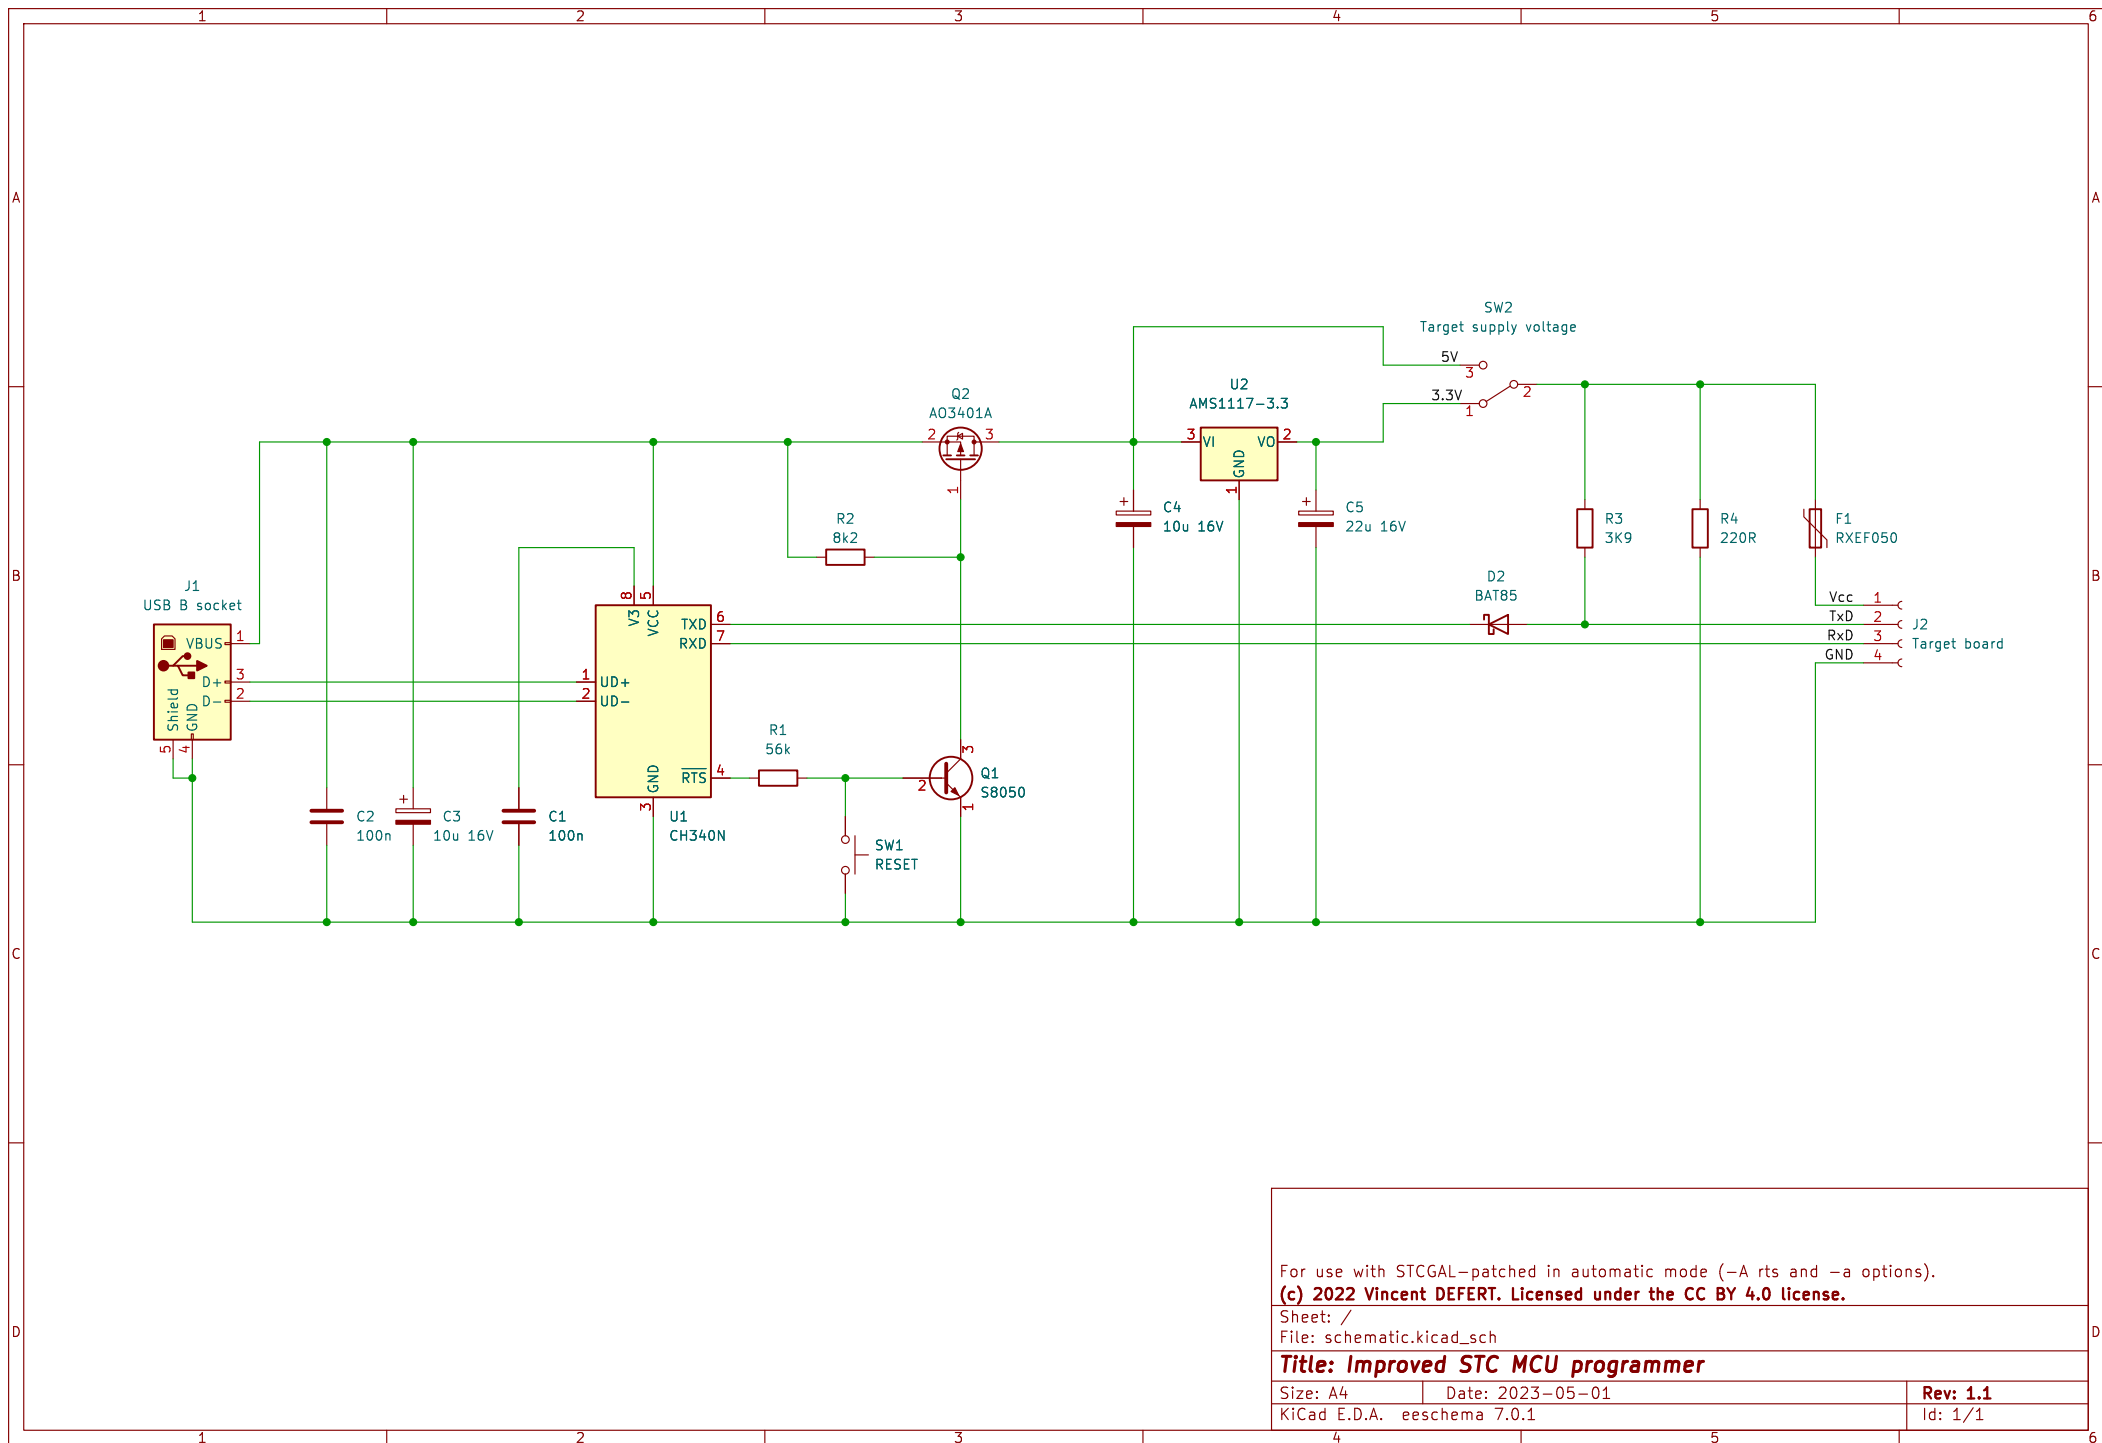 1 2 3 4 5 6
A A
SW2
Target supply voltage
5V
3
2
3.3V
1
Q2
AO3401A
2 3
1
U2
AMS1117-3.3
3 VI VO 2
GND
1
R2
8k2
C4
10u 16V
C5
22u 16V
R3
3K9
R4
220R
F1
RXEF050
B B
J1
USB B socket
VBUS 1
D+ 3
D- 2
Shield
GND
5 4
8 5
V3
VCC
TXD 6
RXD 7
1 UD+
2 UD-
RTS 4
GND
3
U1
CH340N
D2
BAT85
Vcc 1
TxD 2
RxD 3
GND 4
J2
Target board
R1
56k
Q1
S8050
3
2
1
C2
100n
C3
10u 16V
C1
100n
SW1
RESET
+
+
+
C C
For use with STCGAL-patched in automatic mode (-A rts and -a options).
(c) 2022 Vincent DEFERT. Licensed under the CC BY 4.0 license.
Sheet: /
File: schematic.kicad_sch
D D
Title: Improved STC MCU programmer
Size: A4 Date: 2023-05-01 Rev: 1.1
KiCad E.D.A. eeschema 7.0.1 Id: 1/1
1 2 3 4 5 6